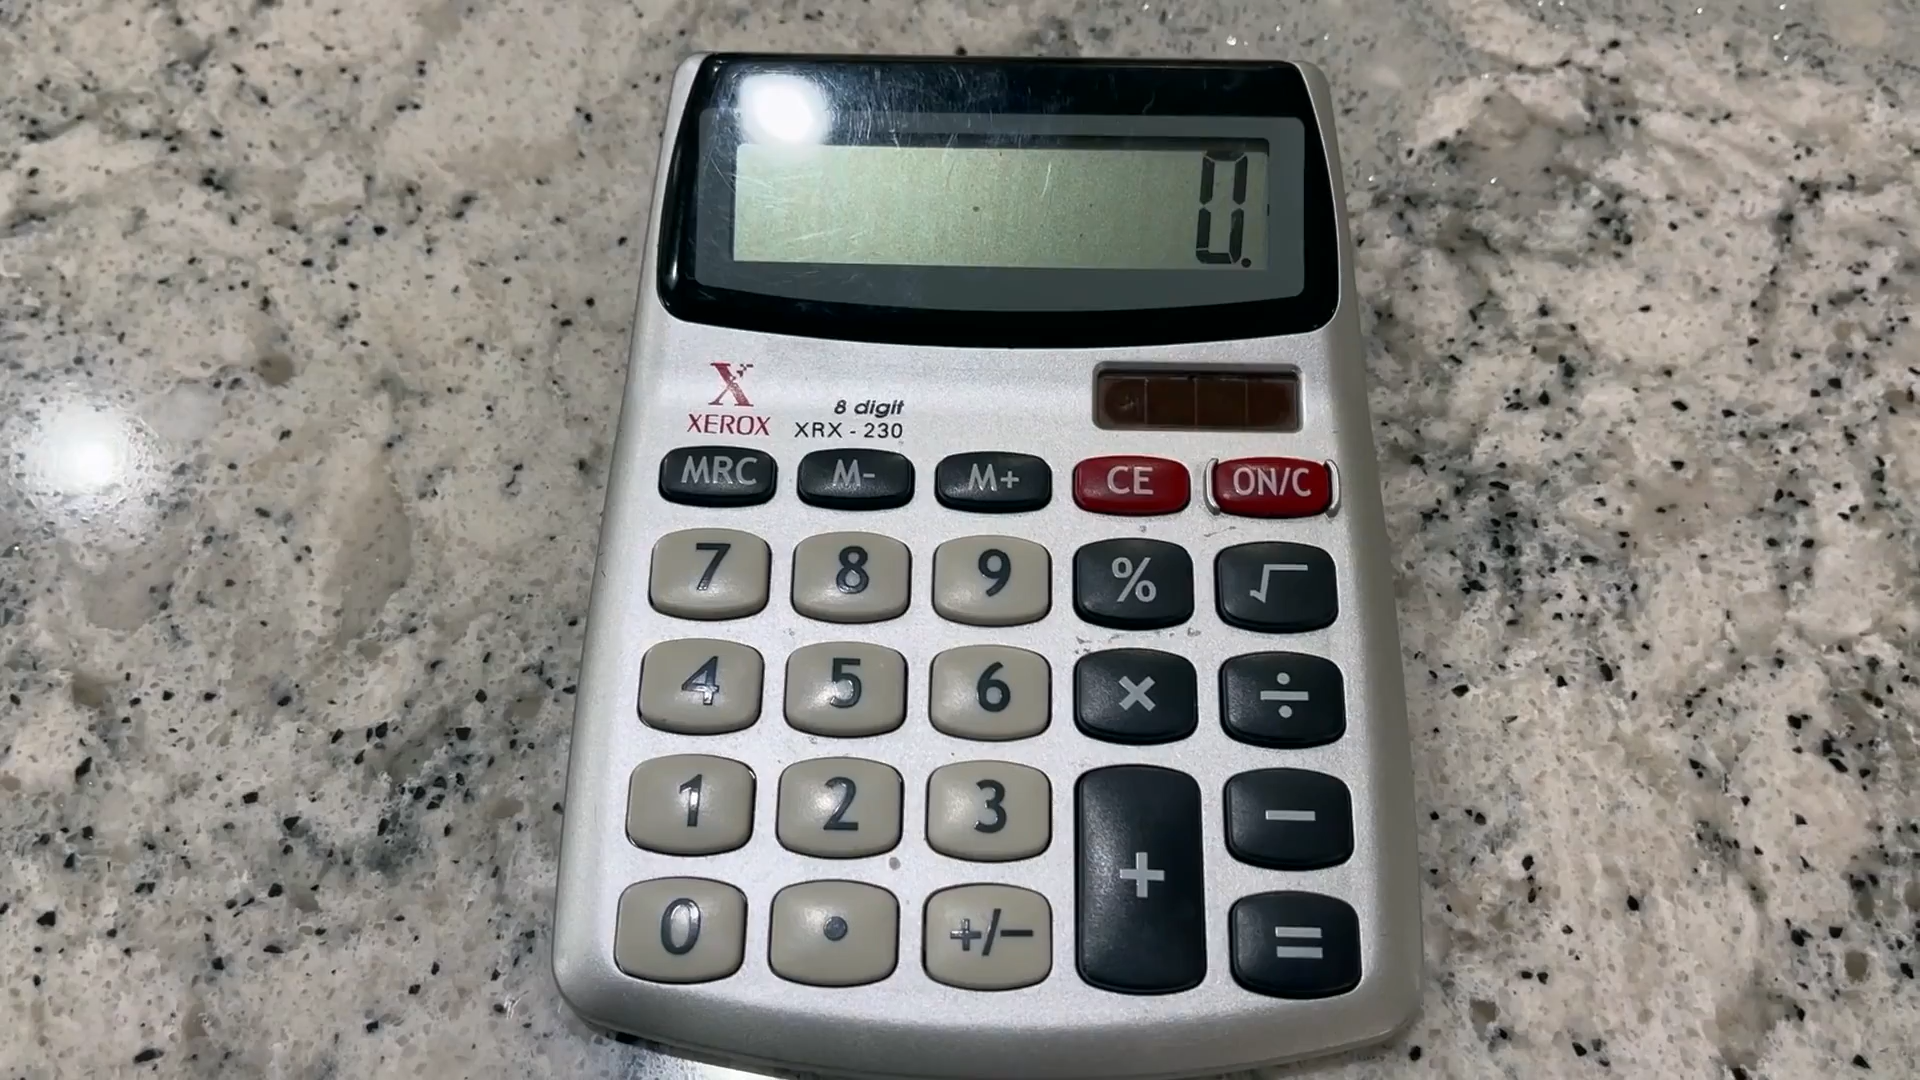 0.
X
XEROX
8 digit
XRX - 230
MRC M- M+ CE ON/C
7 8 9 % √
4 5 6 × ÷
1 2 3 + −
0 • +/− =